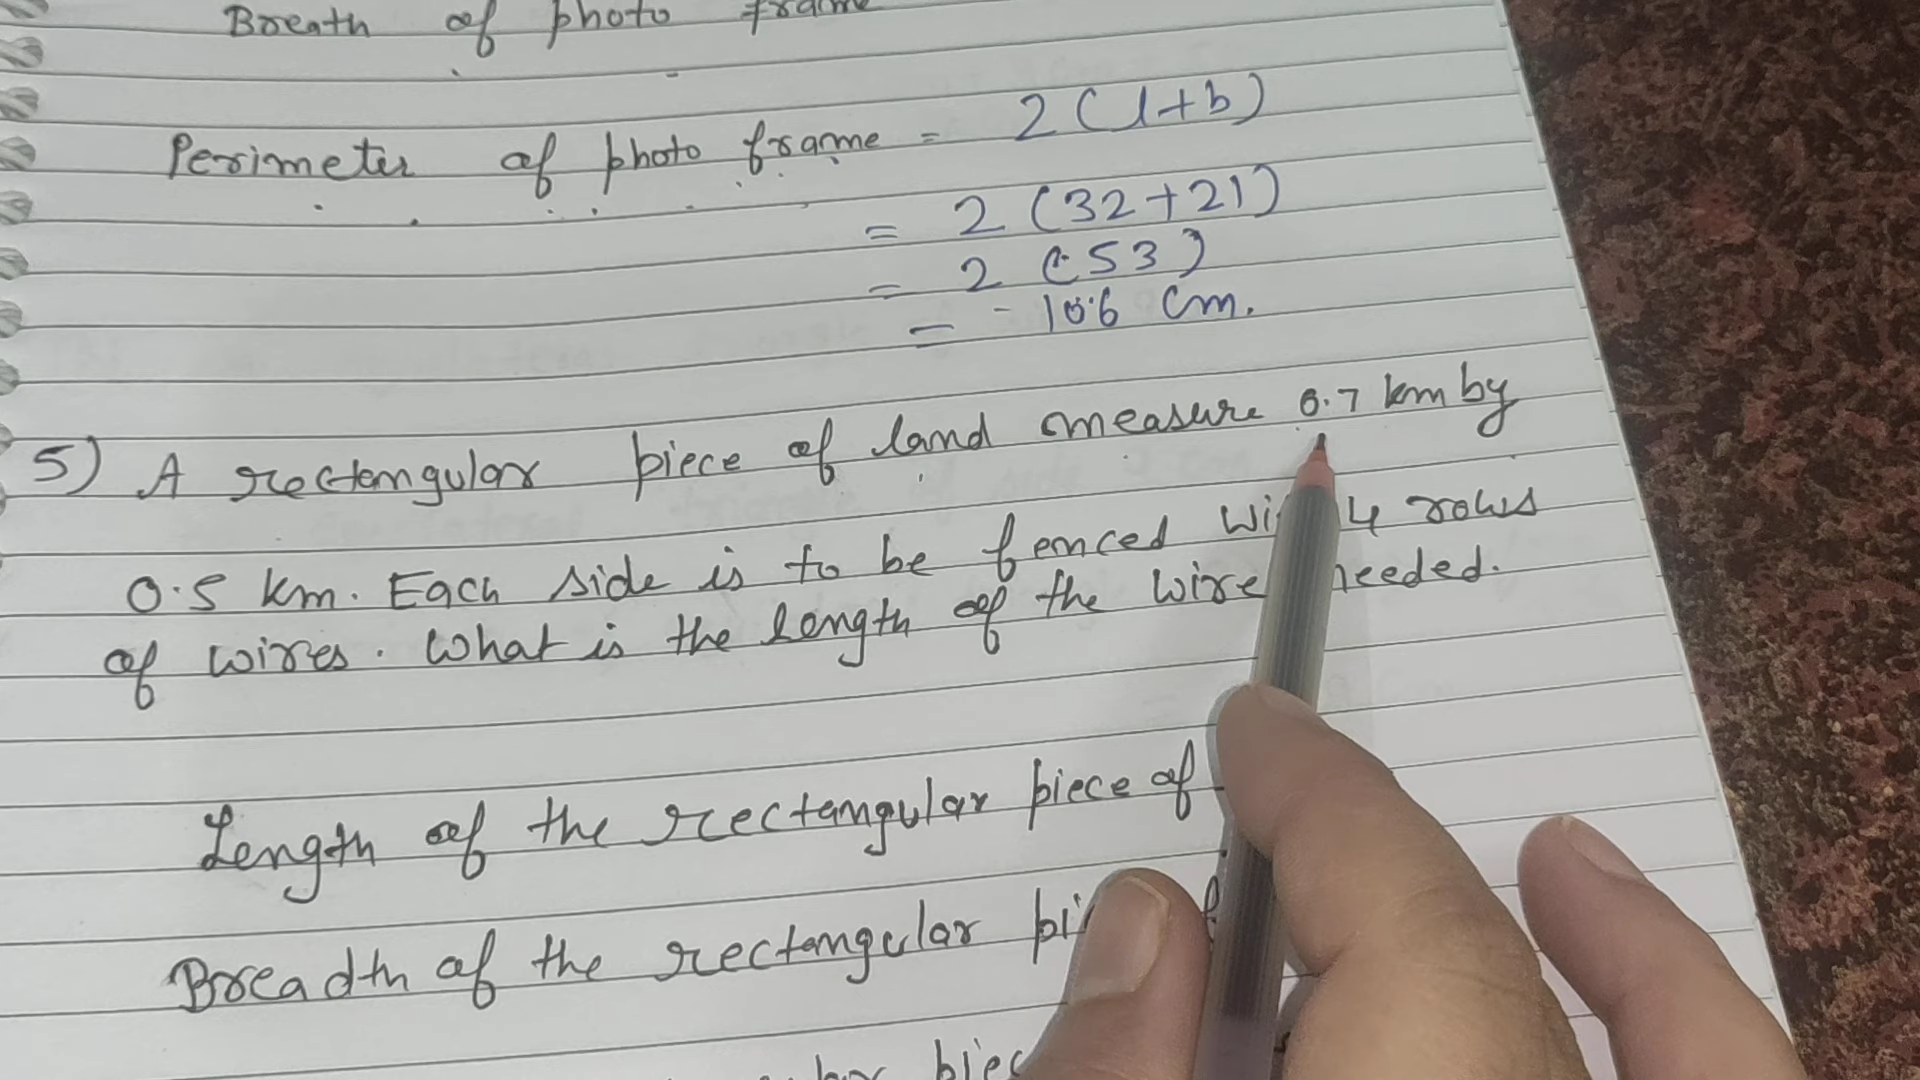 Breath of photo frame
Perimeter of photo frame = 2(l+b)
= 2 (32+21)
= 2 (53)
= 106 cm.
5) A rectangular piece of land measure 0.7 km by
0.5 km. Each side is to be fenced 4 rows
of wires. What is the length of the wire needed.
Length of the rectangular piece of
Breadth of the rectangular